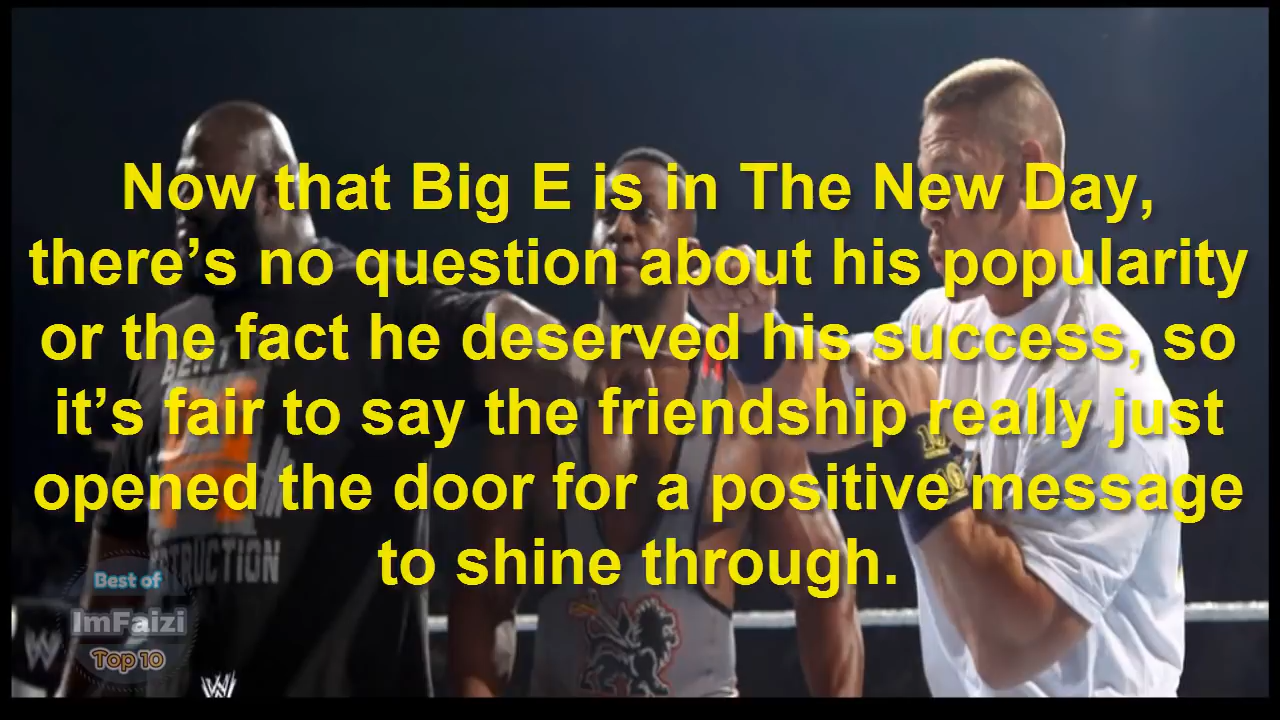 Now that Big E is in The New Day,
there’s no question about his popularity
or the fact he deserved his success, so
it’s fair to say the friendship really just
opened the door for a positive message
to shine through.
Best of
ImFaizi
Top 10